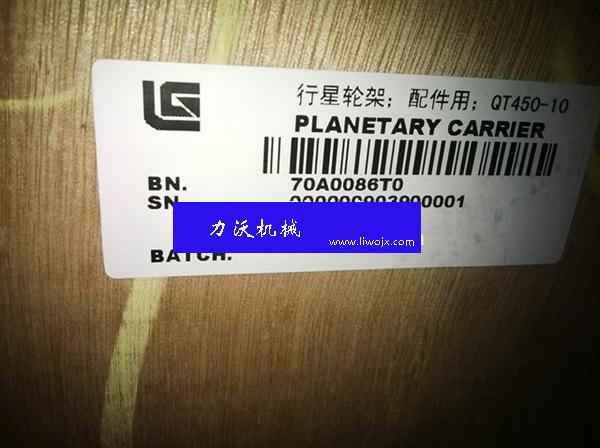 行星轮架；配件用；QT450-10
PLANETARY CARRIER
BN. 70A0086T0
SN
力沃机械
www.liwojx.com
BATCH.